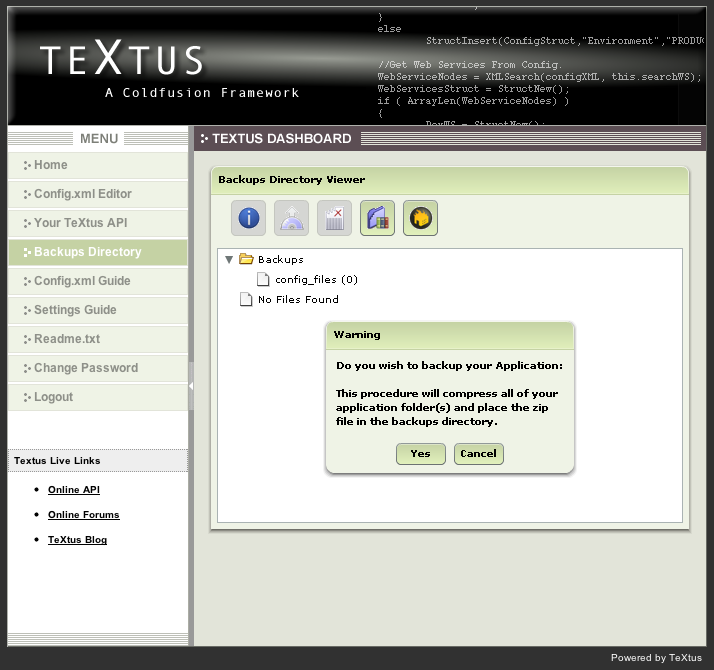 }
else
StructInsert(ConfigStruct,"Environment","PRODU
//Get Web Services From Config.
WebServiceNodes = XMLSearch(configXML, this.searchWS);
WebServicesStruct = StructNew();
if ( ArrayLen(WebServiceNodes) )
{
DevWS = StructNew();
TEXTUS
A Coldfusion Framework
MENU
TEXTUS DASHBOARD
Home
Config.xml Editor
Your TeXtus API
Backups Directory
Config.xml Guide
Settings Guide
Readme.txt
Change Password
Logout
Textus Live Links
Online API
Online Forums
TeXtus Blog
Backups Directory Viewer
Backups
config_files (0)
No Files Found
Warning
Do you wish to backup your Application:
This procedure will compress all of your
application folder(s) and place the zip
file in the backups directory.
Yes
Cancel
Powered by TeXtus